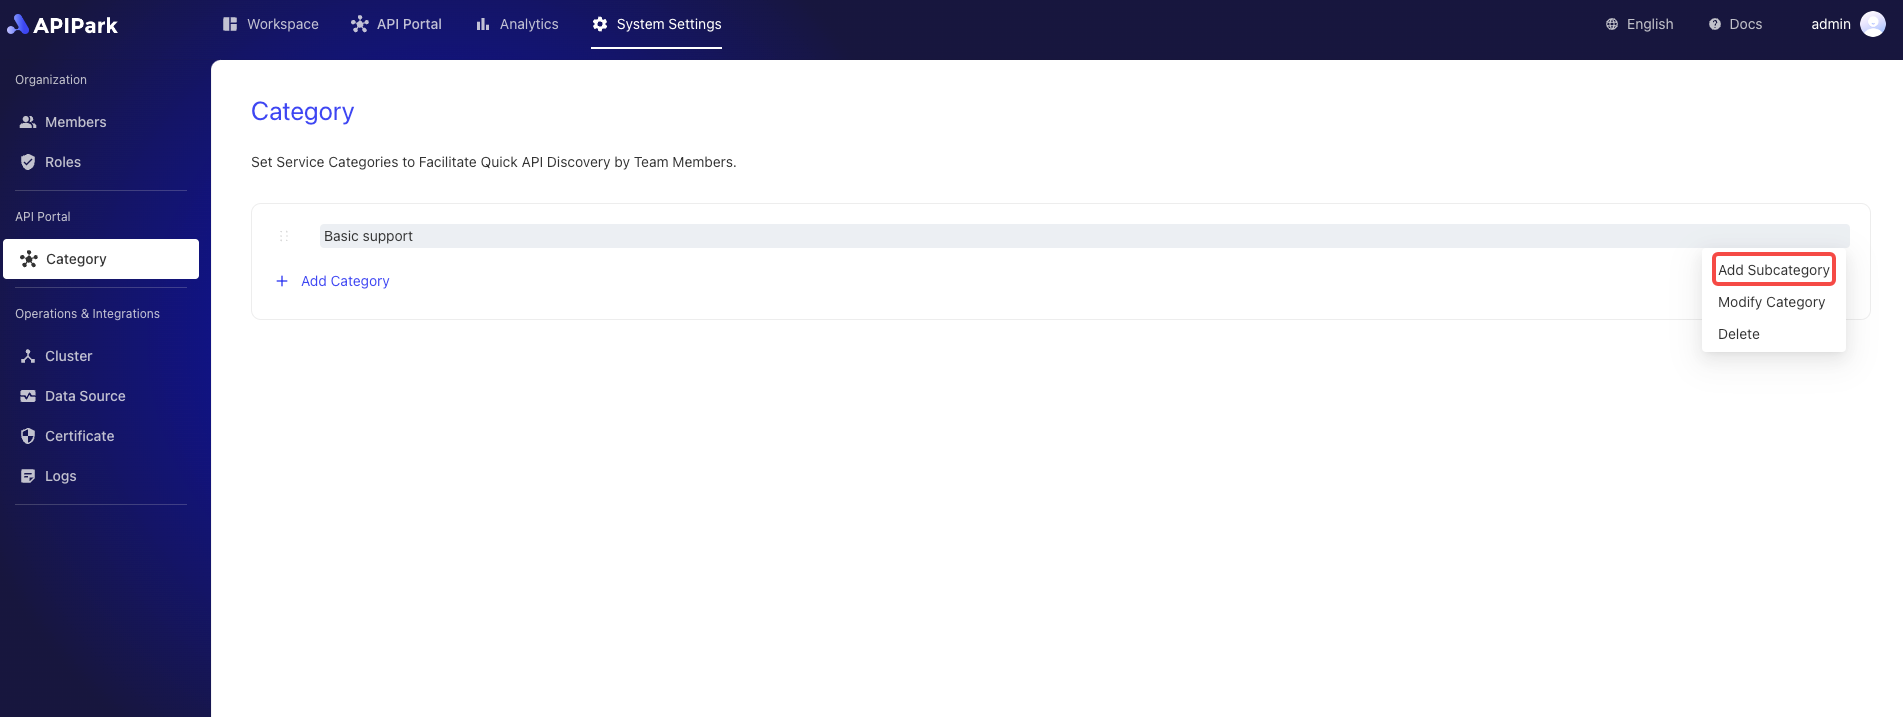 APIPark
Workspace
API Portal
Analytics
System Settings
English
Docs
admin
Organization
Members
Roles
API Portal
Category
Operations & Integrations
Cluster
Data Source
Certificate
Logs
Category
Set Service Categories to Facilitate Quick API Discovery by Team Members.
Basic support
Add Category
Add Subcategory
Modify Category
Delete